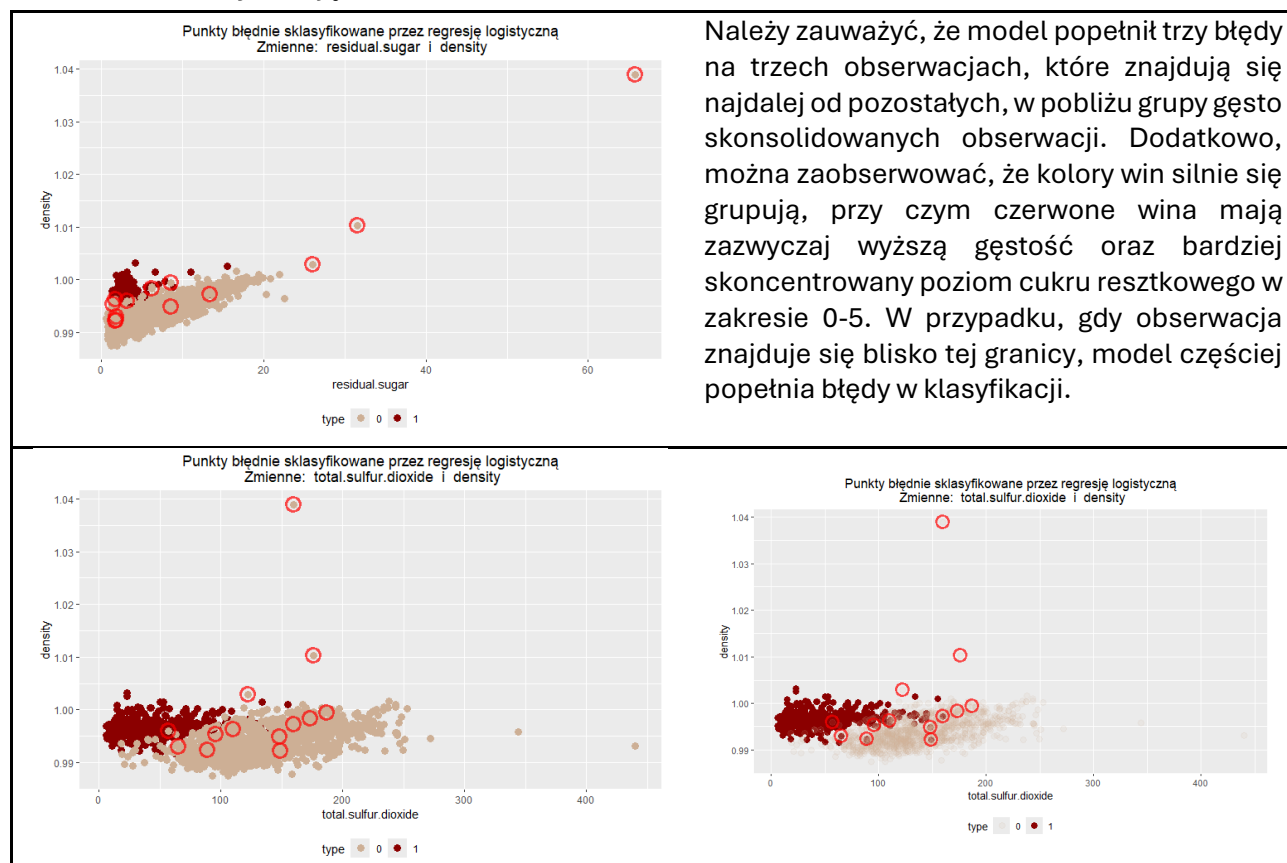 Punkty błędnie sklasyfikowane przez regresję logistyczną
Zmienne: residual.sugar i density
1.04
1.03
1.02
1.01
1.00
0.99
density
0
20
40
60
residual.sugar
type 0 1
Należy zauważyć, że model popełnił trzy błędy
na trzech obserwacjach, które znajdują się
najdalej od pozostałych, w pobliżu grupy gęsto
skonsolidowanych obserwacji. Dodatkowo,
można zaobserwować, że kolory win silnie się
grupują, przy czym czerwone wina mają
zazwyczaj wyższą gęstość oraz bardziej
skoncentrowany poziom cukru resztkowego w
zakresie 0-5. W przypadku, gdy obserwacja
znajduje się blisko tej granicy, model częściej
popełnia błędy w klasyfikacji.
Punkty błędnie sklasyfikowane przez regresję logistyczną
Zmienne: total.sulfur.dioxide i density
1.04
1.03
1.02
1.01
1.00
0.99
density
0
100
200
300
400
total.sulfur.dioxide
type 0 1
Punkty błędnie sklasyfikowane przez regresję logistyczną
Zmienne: total.sulfur.dioxide i density
1.04
1.03
1.02
1.01
1.00
0.99
density
0
100
200
300
400
total.sulfur.dioxide
type 0 1